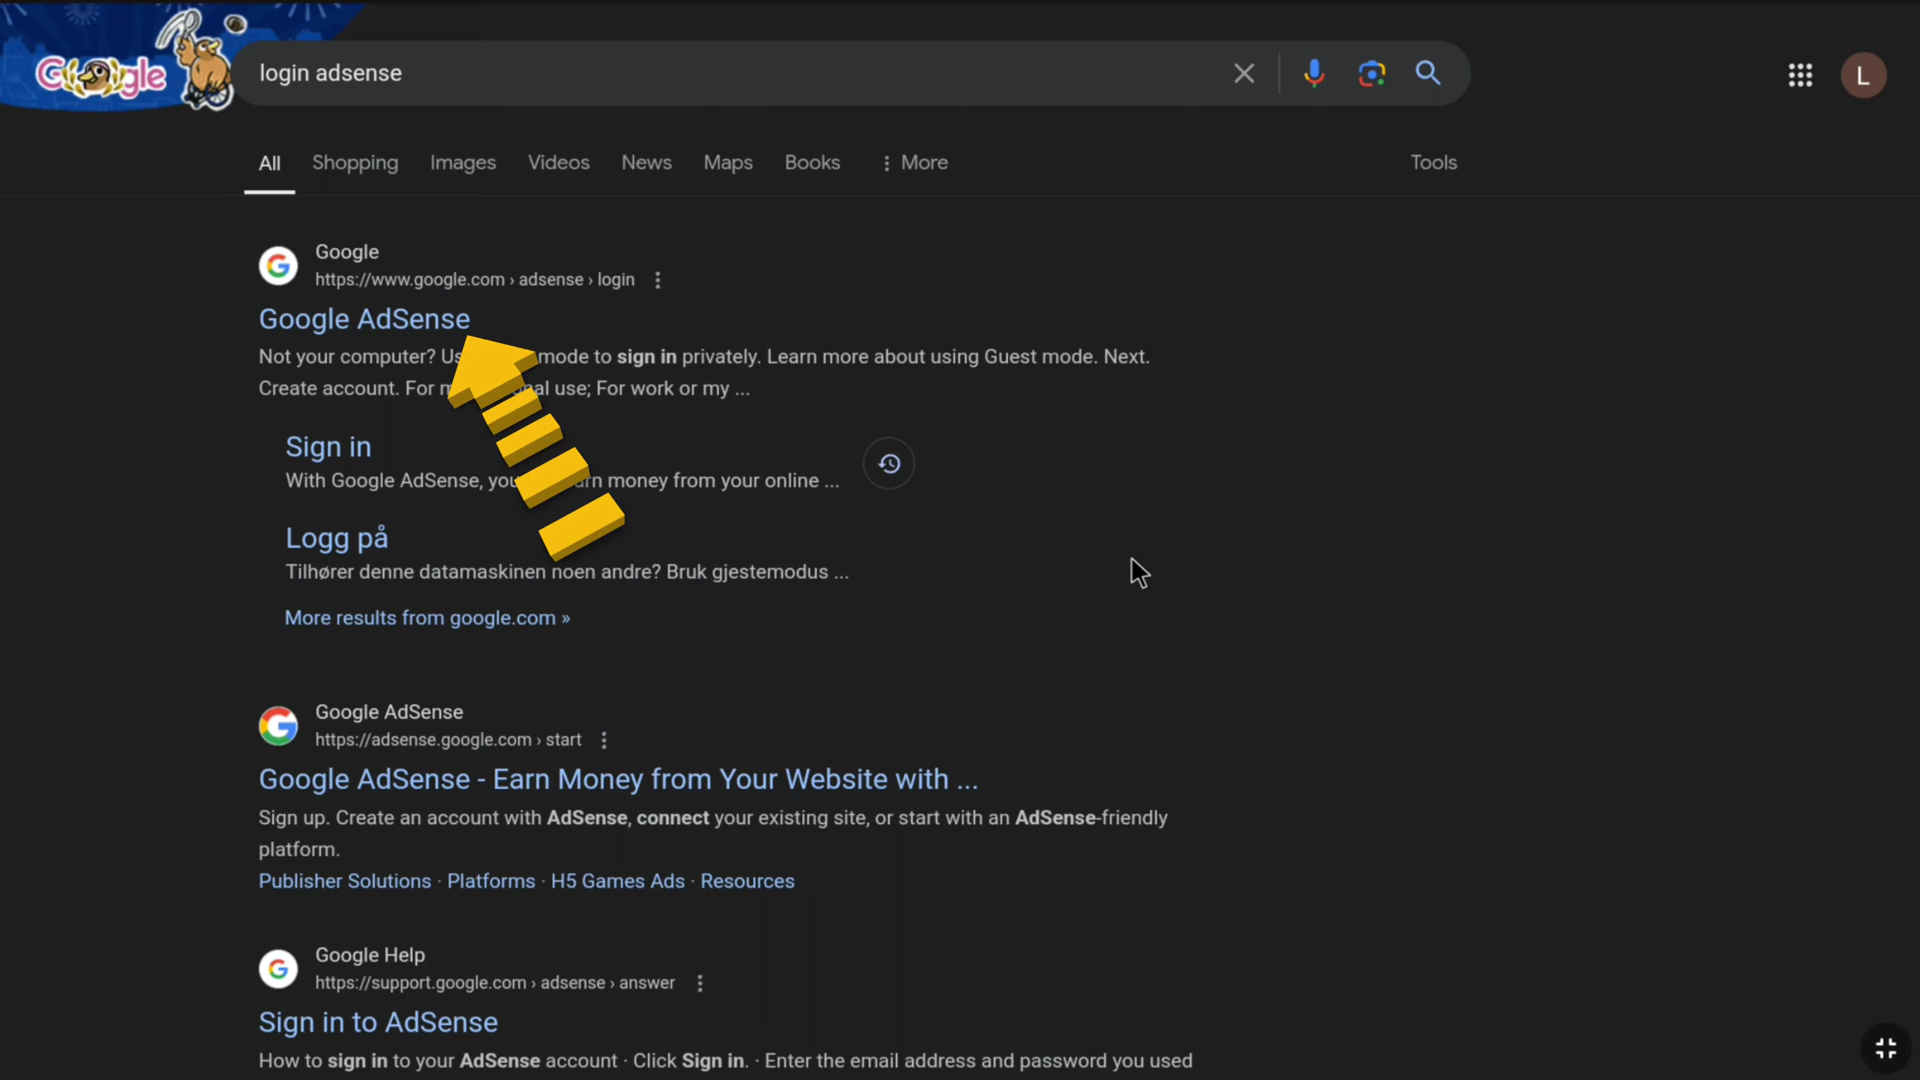 Google
login adsense
L
All
Shopping
Images
Videos
News
Maps
Books
More
Tools
Google
https://www.google.com › adsense › login
Google AdSense
Not your computer? mode to sign in privately. Learn more about using Guest mode. Next.
Create account. For al use; For work or my ...
Sign in
With Google AdSense, money from your online ...
Logg på
Tilhører denne datamaskinen noen andre? Bruk gjestemodus ...
More results from google.com »
Google AdSense
https://adsense.google.com › start
Google AdSense - Earn Money from Your Website with ...
Sign up. Create an account with AdSense, connect your existing site, or start with an AdSense-friendly
platform.
Publisher Solutions · Platforms · H5 Games Ads · Resources
Google Help
https://support.google.com › adsense › answer
Sign in to AdSense
How to sign in to your AdSense account · Click Sign in. · Enter the email address and password you used